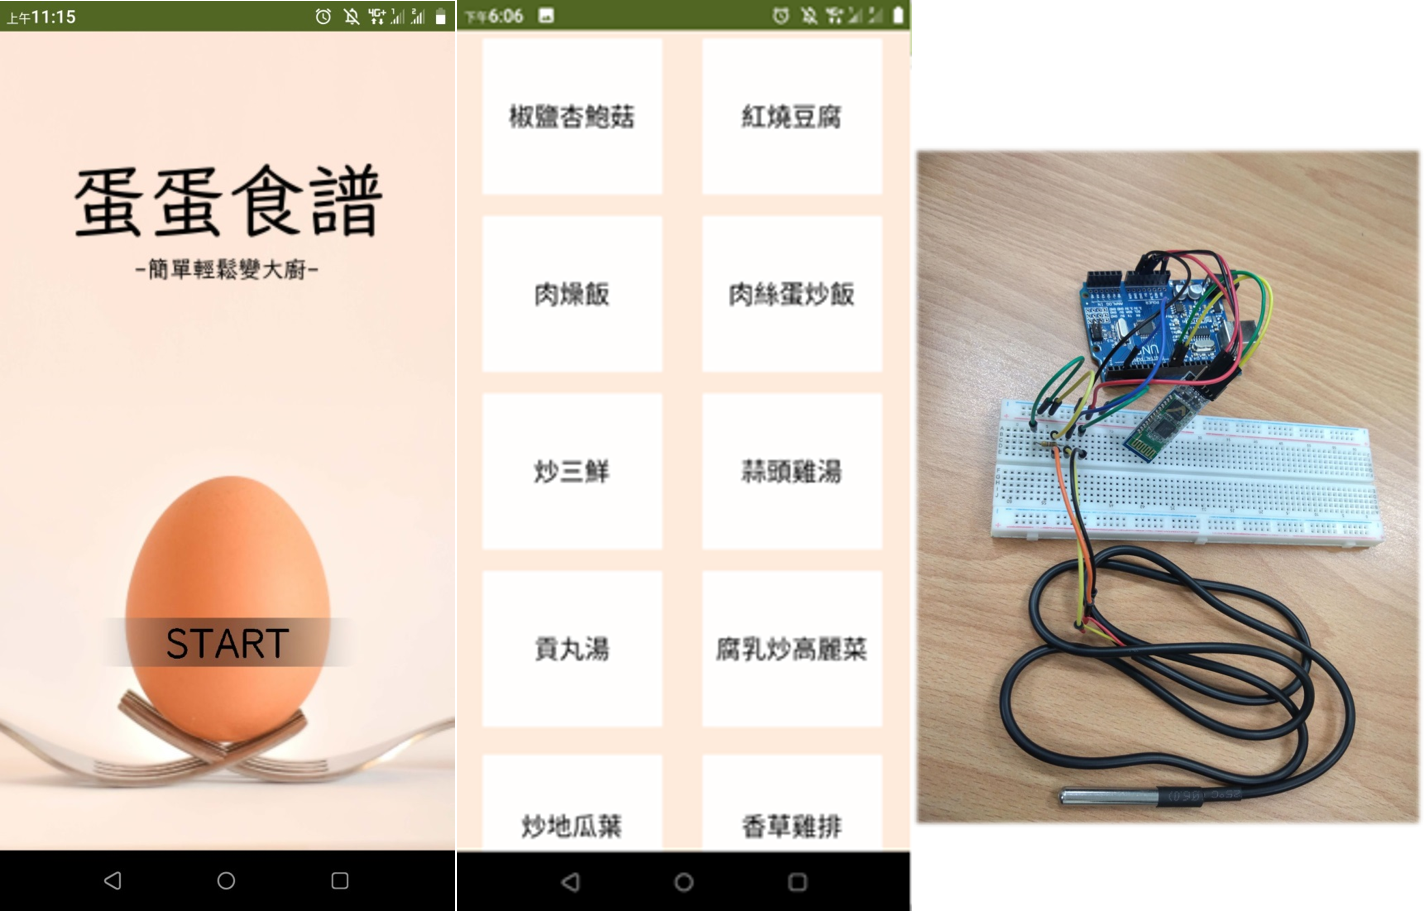 上午11:15
蛋蛋食譜
-簡單輕鬆變大廚-
START
下午6:06
椒鹽杏鮑菇
紅燒豆腐
肉燥飯
肉絲蛋炒飯
炒三鮮
蒜頭雞湯
貢丸湯
腐乳炒高麗菜
炒地瓜葉
香草雞排
UNO